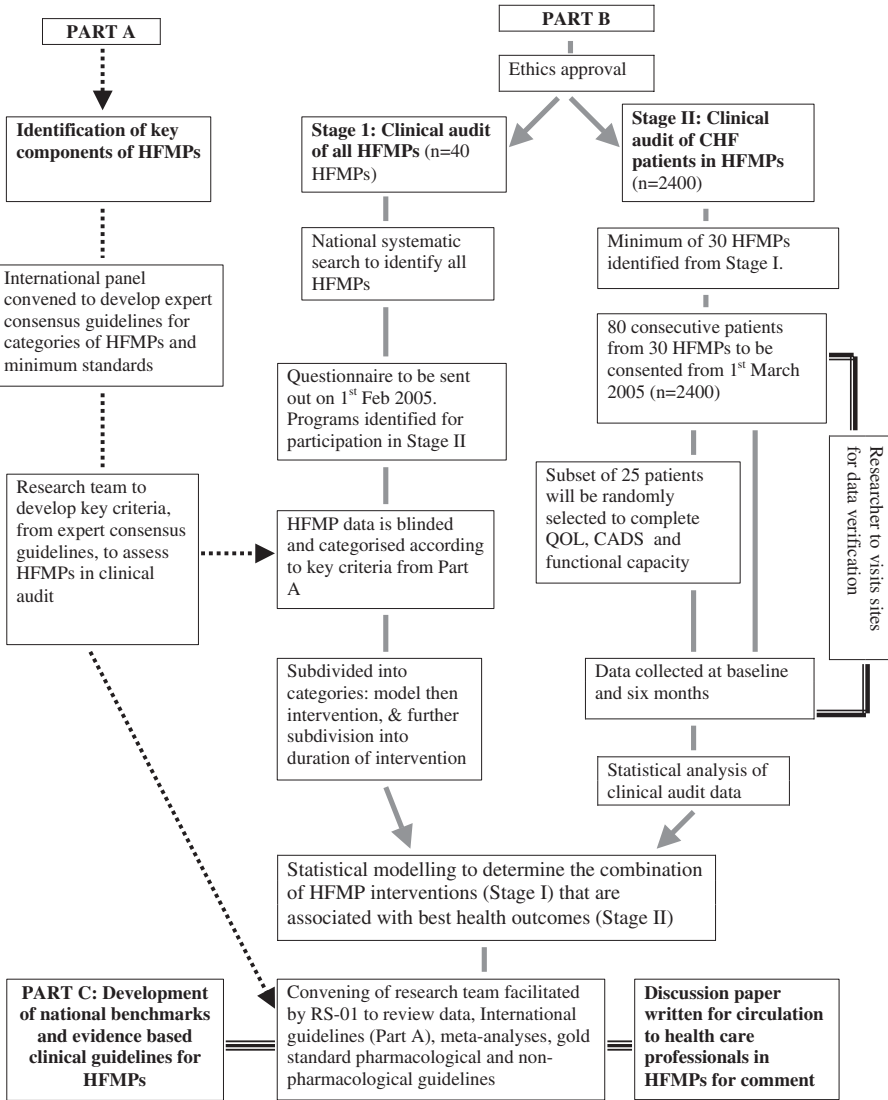 PART A
Identification of key
components of HFMPs
International panel
convened to develop expert
consensus guidelines for
categories of HFMPs and
minimum standards
Research team to
develop key criteria,
from expert consensus
guidelines, to assess
HFMPs in clinical
audit
PART B
Ethics approval
Stage 1: Clinical audit
of all HFMPs (n=40
HFMPs)
National systematic
search to identify all
HFMPs
Questionnaire to be sent
out on 1st Feb 2005.
Programs identified for
participation in Stage II
HFMP data is blinded
and categorised according
to key criteria from Part
A
Subdivided into
categories: model then
intervention, & further
subdivision into
duration of intervention
Stage II: Clinical
audit of CHF
patients in HFMPs
(n=2400)
Minimum of 30 HFMPs
identified from Stage I.
80 consecutive patients
from 30 HFMPs to be
consented from 1st March
2005 (n=2400)
Subset of 25 patients
will be randomly
selected to complete
QOL, CADS and
functional capacity
Researcher to visits sites
for data verification
Data collected at baseline
and six months
Statistical analysis of
clinical audit data
Statistical modelling to determine the combination
of HFMP interventions (Stage I) that are
associated with best health outcomes (Stage II)
PART C: Development
of national benchmarks
and evidence based
clinical guidelines for
HFMPs
Convening of research team facilitated
by RS-01 to review data, International
guidelines (Part A), meta-analyses, gold
standard pharmacological and non-
pharmacological guidelines
Discussion paper
written for circulation
to health care
professionals in
HFMPs for comment